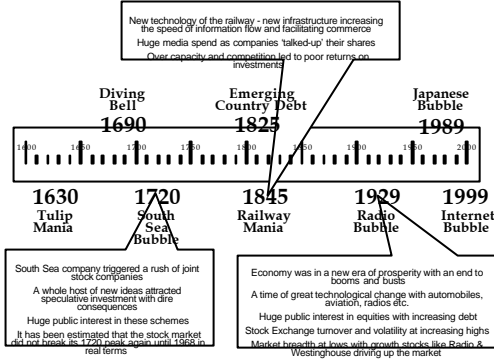 New technology of the railway - new infrastructure increasing
the speed of information flow and facilitating commerce
Huge media spend as companies 'talked-up' their shares
Over capacity and competition led to poor returns on
investments
Diving
Bell
1690
Emerging
Country Debt
1825
Japanese
Bubble
1989
1600
1700
1800
1850
1900
1950
2000
1630
Tulip
Mania
1720
South
Sea
Bubble
1845
Railway
Mania
1929
Radio
Bubble
1999
Internet
Bubble
South Sea company triggered a rush of joint
stock companies
A whole host of new ideas attracted
speculative investment with dire
consequences
Huge public interest in these schemes
It has been estimated that the stock market
did not break its 1720 peak again until 1968 in
real terms
Economy was in a new era of prosperity with an end to
booms and busts
A time of great technological change with automobiles,
aviation, radios etc.
Huge public interest in equities with increasing debt
Stock Exchange turnover and volatility at increasing highs
Market breadth at lows with growth stocks like Radio &
Westinghouse driving up the market